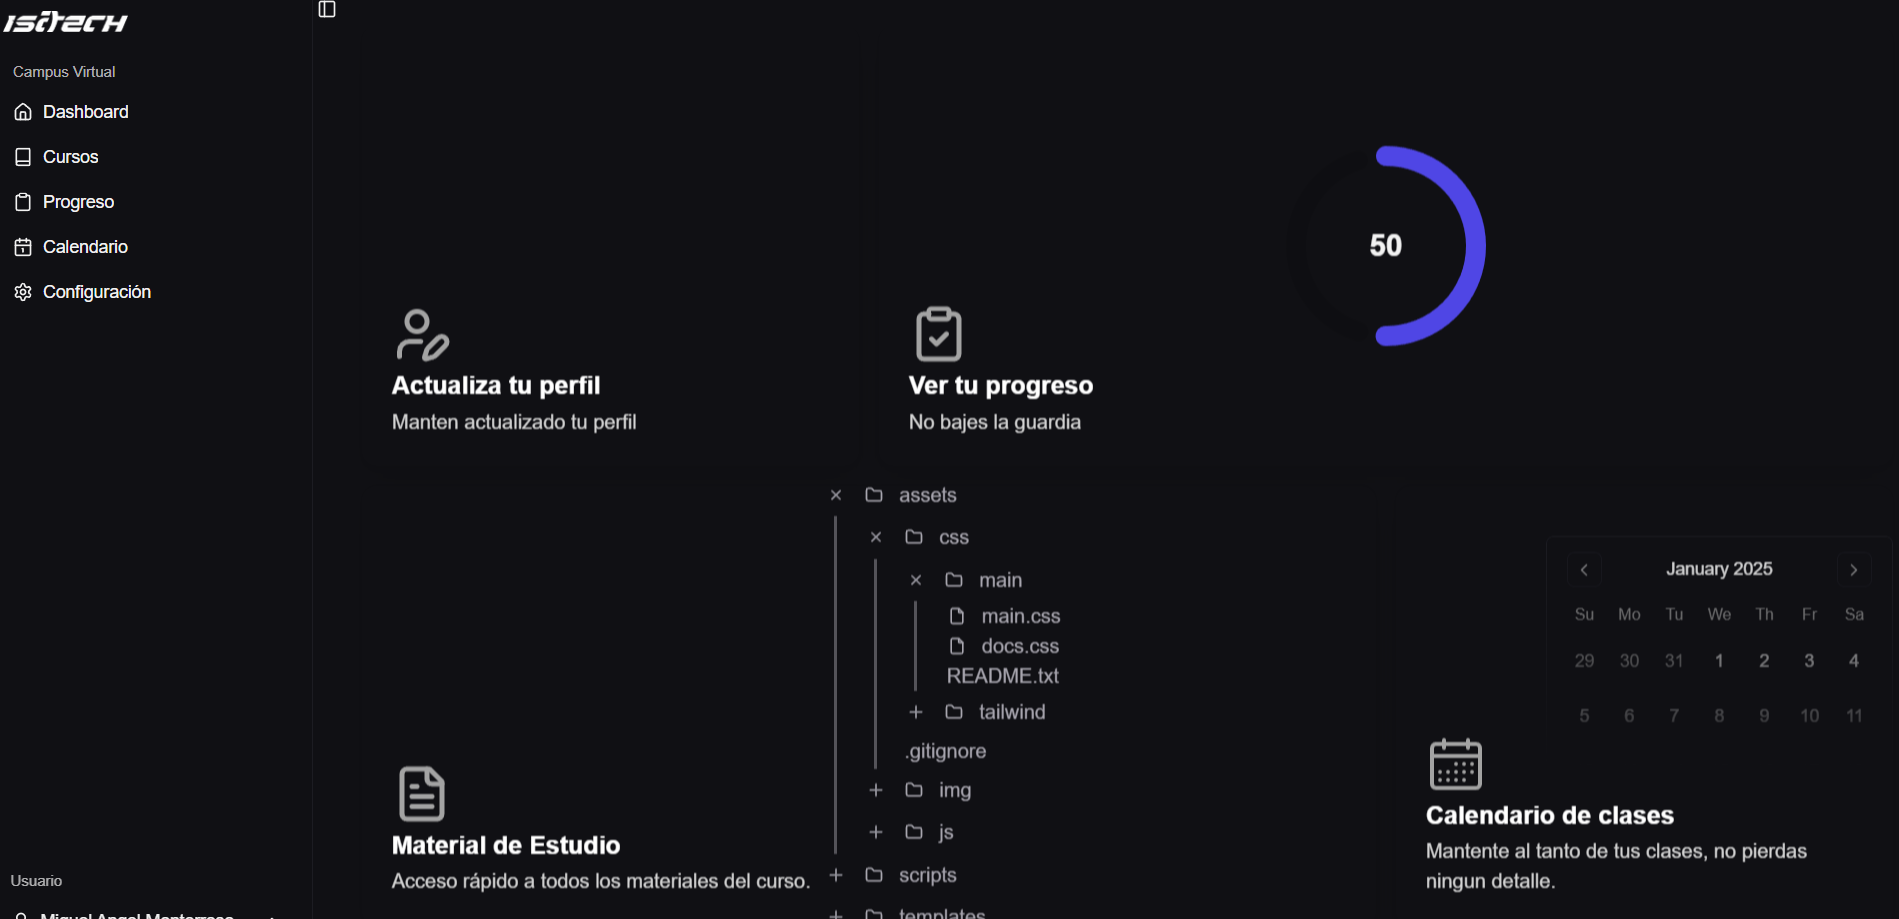 ISITECH
Campus Virtual
Dashboard
Cursos
Progreso
Calendario
Configuración
Usuario
Miguel Angel Monterroso
50
Actualiza tu perfil
Manten actualizado tu perfil
Ver tu progreso
No bajes la guardia
assets
css
main
main.css
docs.css
README.txt
tailwind
.gitignore
img
js
scripts
templates
Material de Estudio
Acceso rápido a todos los materiales del curso.
January 2025
Su Mo Tu We Th Fr Sa
29 30 31 1 2 3 4
5 6 7 8 9 10 11
Calendario de clases
Mantente al tanto de tus clases, no pierdas
ningun detalle.